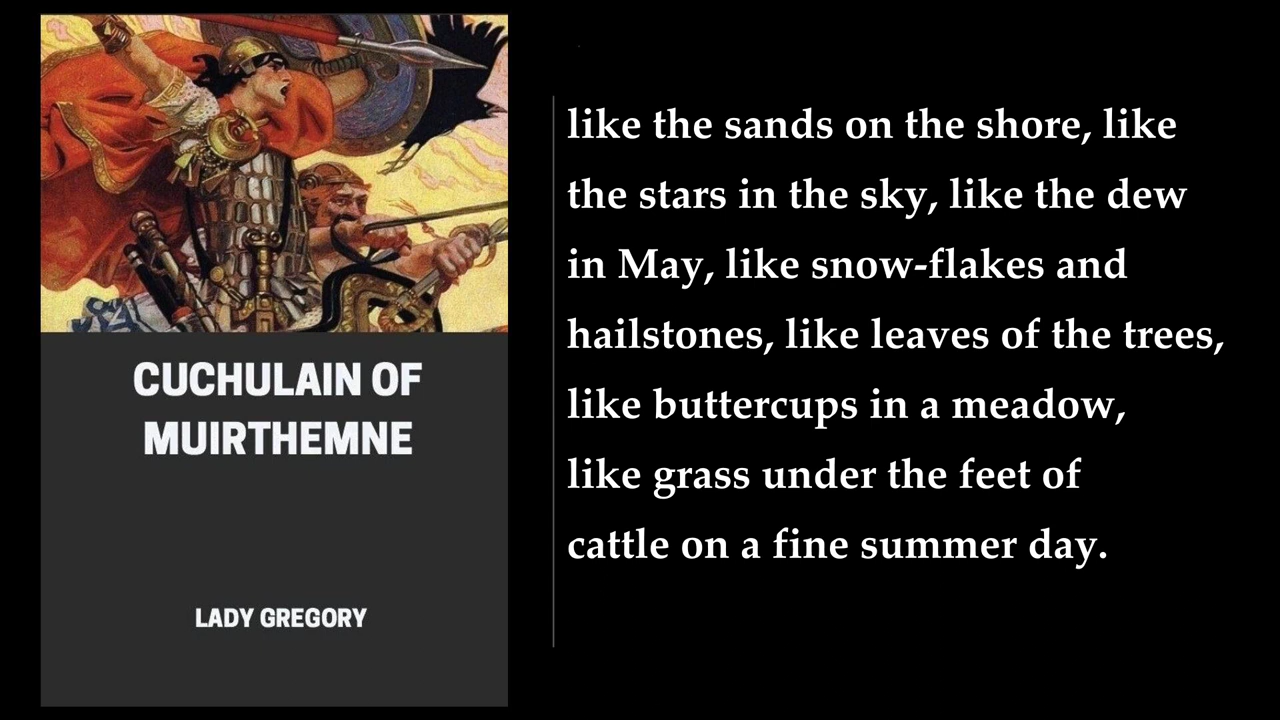 CUCHULAIN OF
MUIRTHEMNE
LADY GREGORY
like the sands on the shore, like
the stars in the sky, like the dew
in May, like snow-flakes and
hailstones, like leaves of the trees,
like buttercups in a meadow,
like grass under the feet of
cattle on a fine summer day.